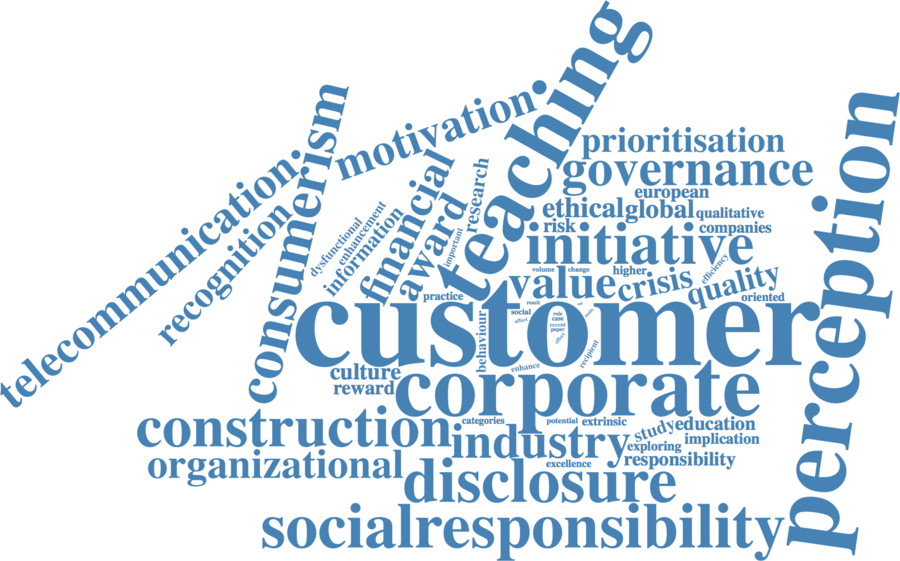 teaching
motivation
telecommunication
recognition
consumerism
prioritisation
governance
european
ethical
global
qualitative
risk
companies
initiative
research
financial
award
important
information
enhancement
dysfunctional
perception
volume
change
higher
efficiency
value
crisis
quality
oriented
practice
customer
result
social
effect
role
case
recent
paper
effect
behaviour
recipient
enhance
culture
reward
corporate
construction
categories
potential
extrinsic
study
education
industry
exploring
implication
organizational
excellence
responsibility
disclosure
socialresponsibility